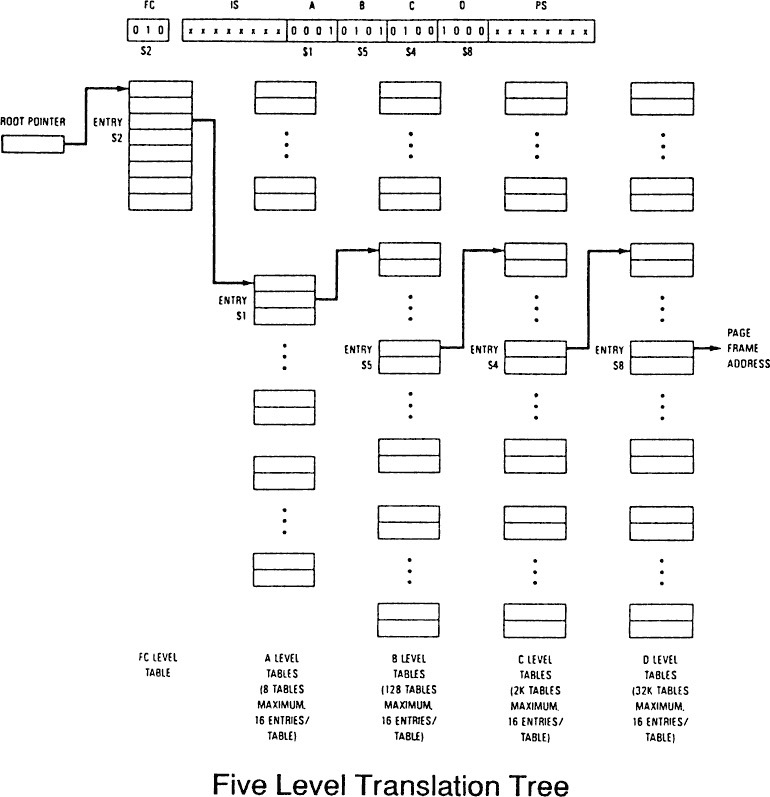 FC IS A B C D PS
0 1 0 x x x x x x x x 0 0 0 1 0 1 0 1 0 1 0 0 1 0 0 0 x x x x x x x x
$2 $1 $5 $4 $8
ROOT POINTER
ENTRY
$2
ENTRY
$1
ENTRY
$5
ENTRY
$4
ENTRY
$8
PAGE
FRAME
ADDRESS
FC LEVEL
TABLE
A LEVEL
TABLES
(8 TABLES
MAXIMUM,
16 ENTRIES/
TABLE)
B LEVEL
TABLES
(128 TABLES
MAXIMUM,
16 ENTRIES/
TABLE)
C LEVEL
TABLES
(2K TABLES
MAXIMUM,
16 ENTRIES/
TABLE)
D LEVEL
TABLES
(32K TABLES
MAXIMUM,
16 ENTRIES/
TABLE)
Five Level Translation Tree